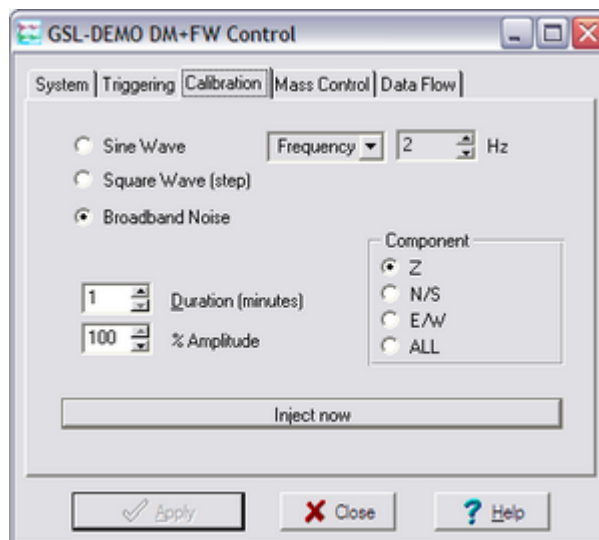 GSL-DEMO DM+FW Control
System Triggering Calibration Mass Control Data Flow
Sine Wave Frequency 2 Hz
Square Wave (step)
Broadband Noise
Component
Z
N/S
E/W
ALL
1 Duration (minutes)
100 % Amplitude
Inject now
Apply Close Help